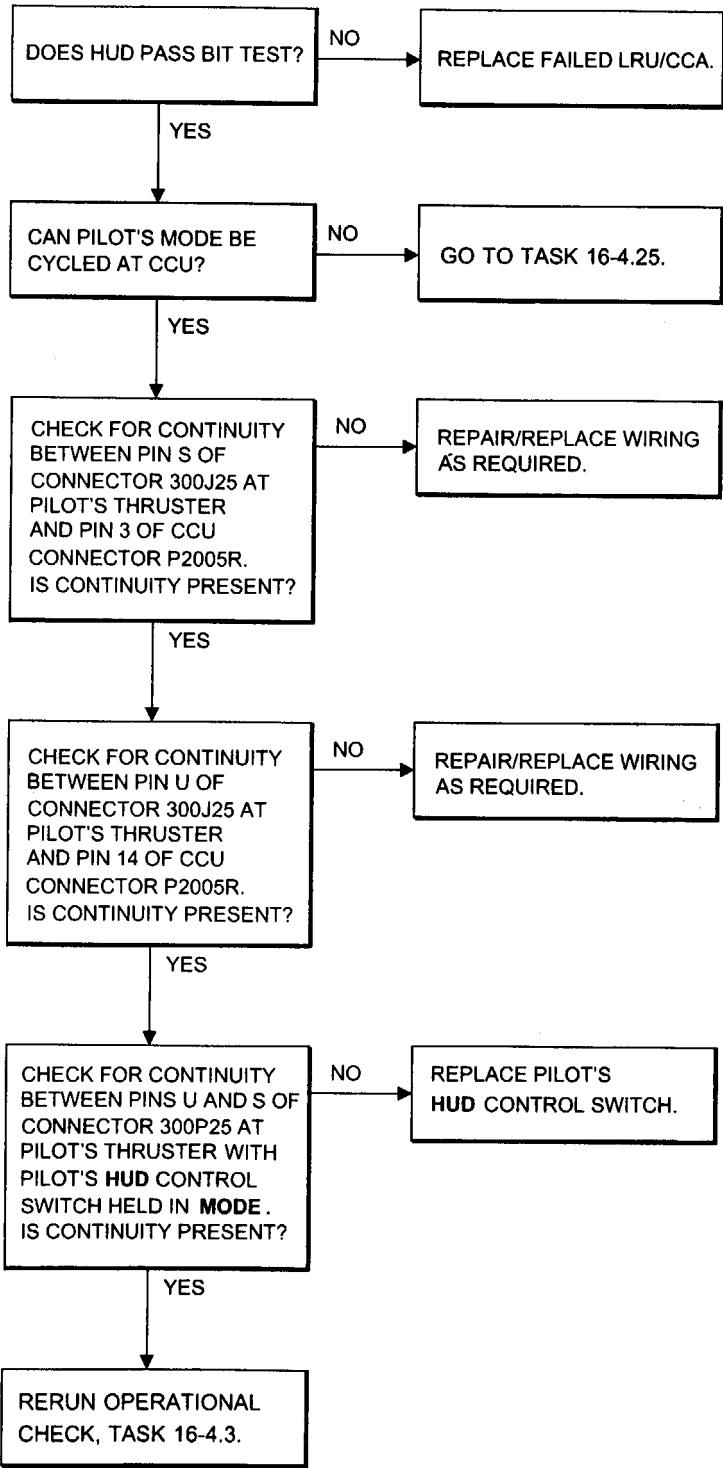 DOES HUD PASS BIT TEST?
NO
REPLACE FAILED LRU/CCA.
YES
CAN PILOT'S MODE BE
CYCLED AT CCU?
NO
GO TO TASK 16-4.25.
YES
CHECK FOR CONTINUITY
BETWEEN PIN S OF
CONNECTOR 300J25 AT
PILOT'S THRUSTER
AND PIN 3 OF CCU
CONNECTOR P2005R.
IS CONTINUITY PRESENT?
NO
REPAIR/REPLACE WIRING
AS REQUIRED.
YES
CHECK FOR CONTINUITY
BETWEEN PIN U OF
CONNECTOR 300J25 AT
PILOT'S THRUSTER
AND PIN 14 OF CCU
CONNECTOR P2005R.
IS CONTINUITY PRESENT?
NO
REPAIR/REPLACE WIRING
AS REQUIRED.
YES
CHECK FOR CONTINUITY
BETWEEN PINS U AND S OF
CONNECTOR 300P25 AT
PILOT'S THRUSTER WITH
PILOT'S HUD CONTROL
SWITCH HELD IN MODE.
IS CONTINUITY PRESENT?
NO
REPLACE PILOT'S
HUD CONTROL SWITCH.
YES
RERUN OPERATIONAL
CHECK, TASK 16-4.3.